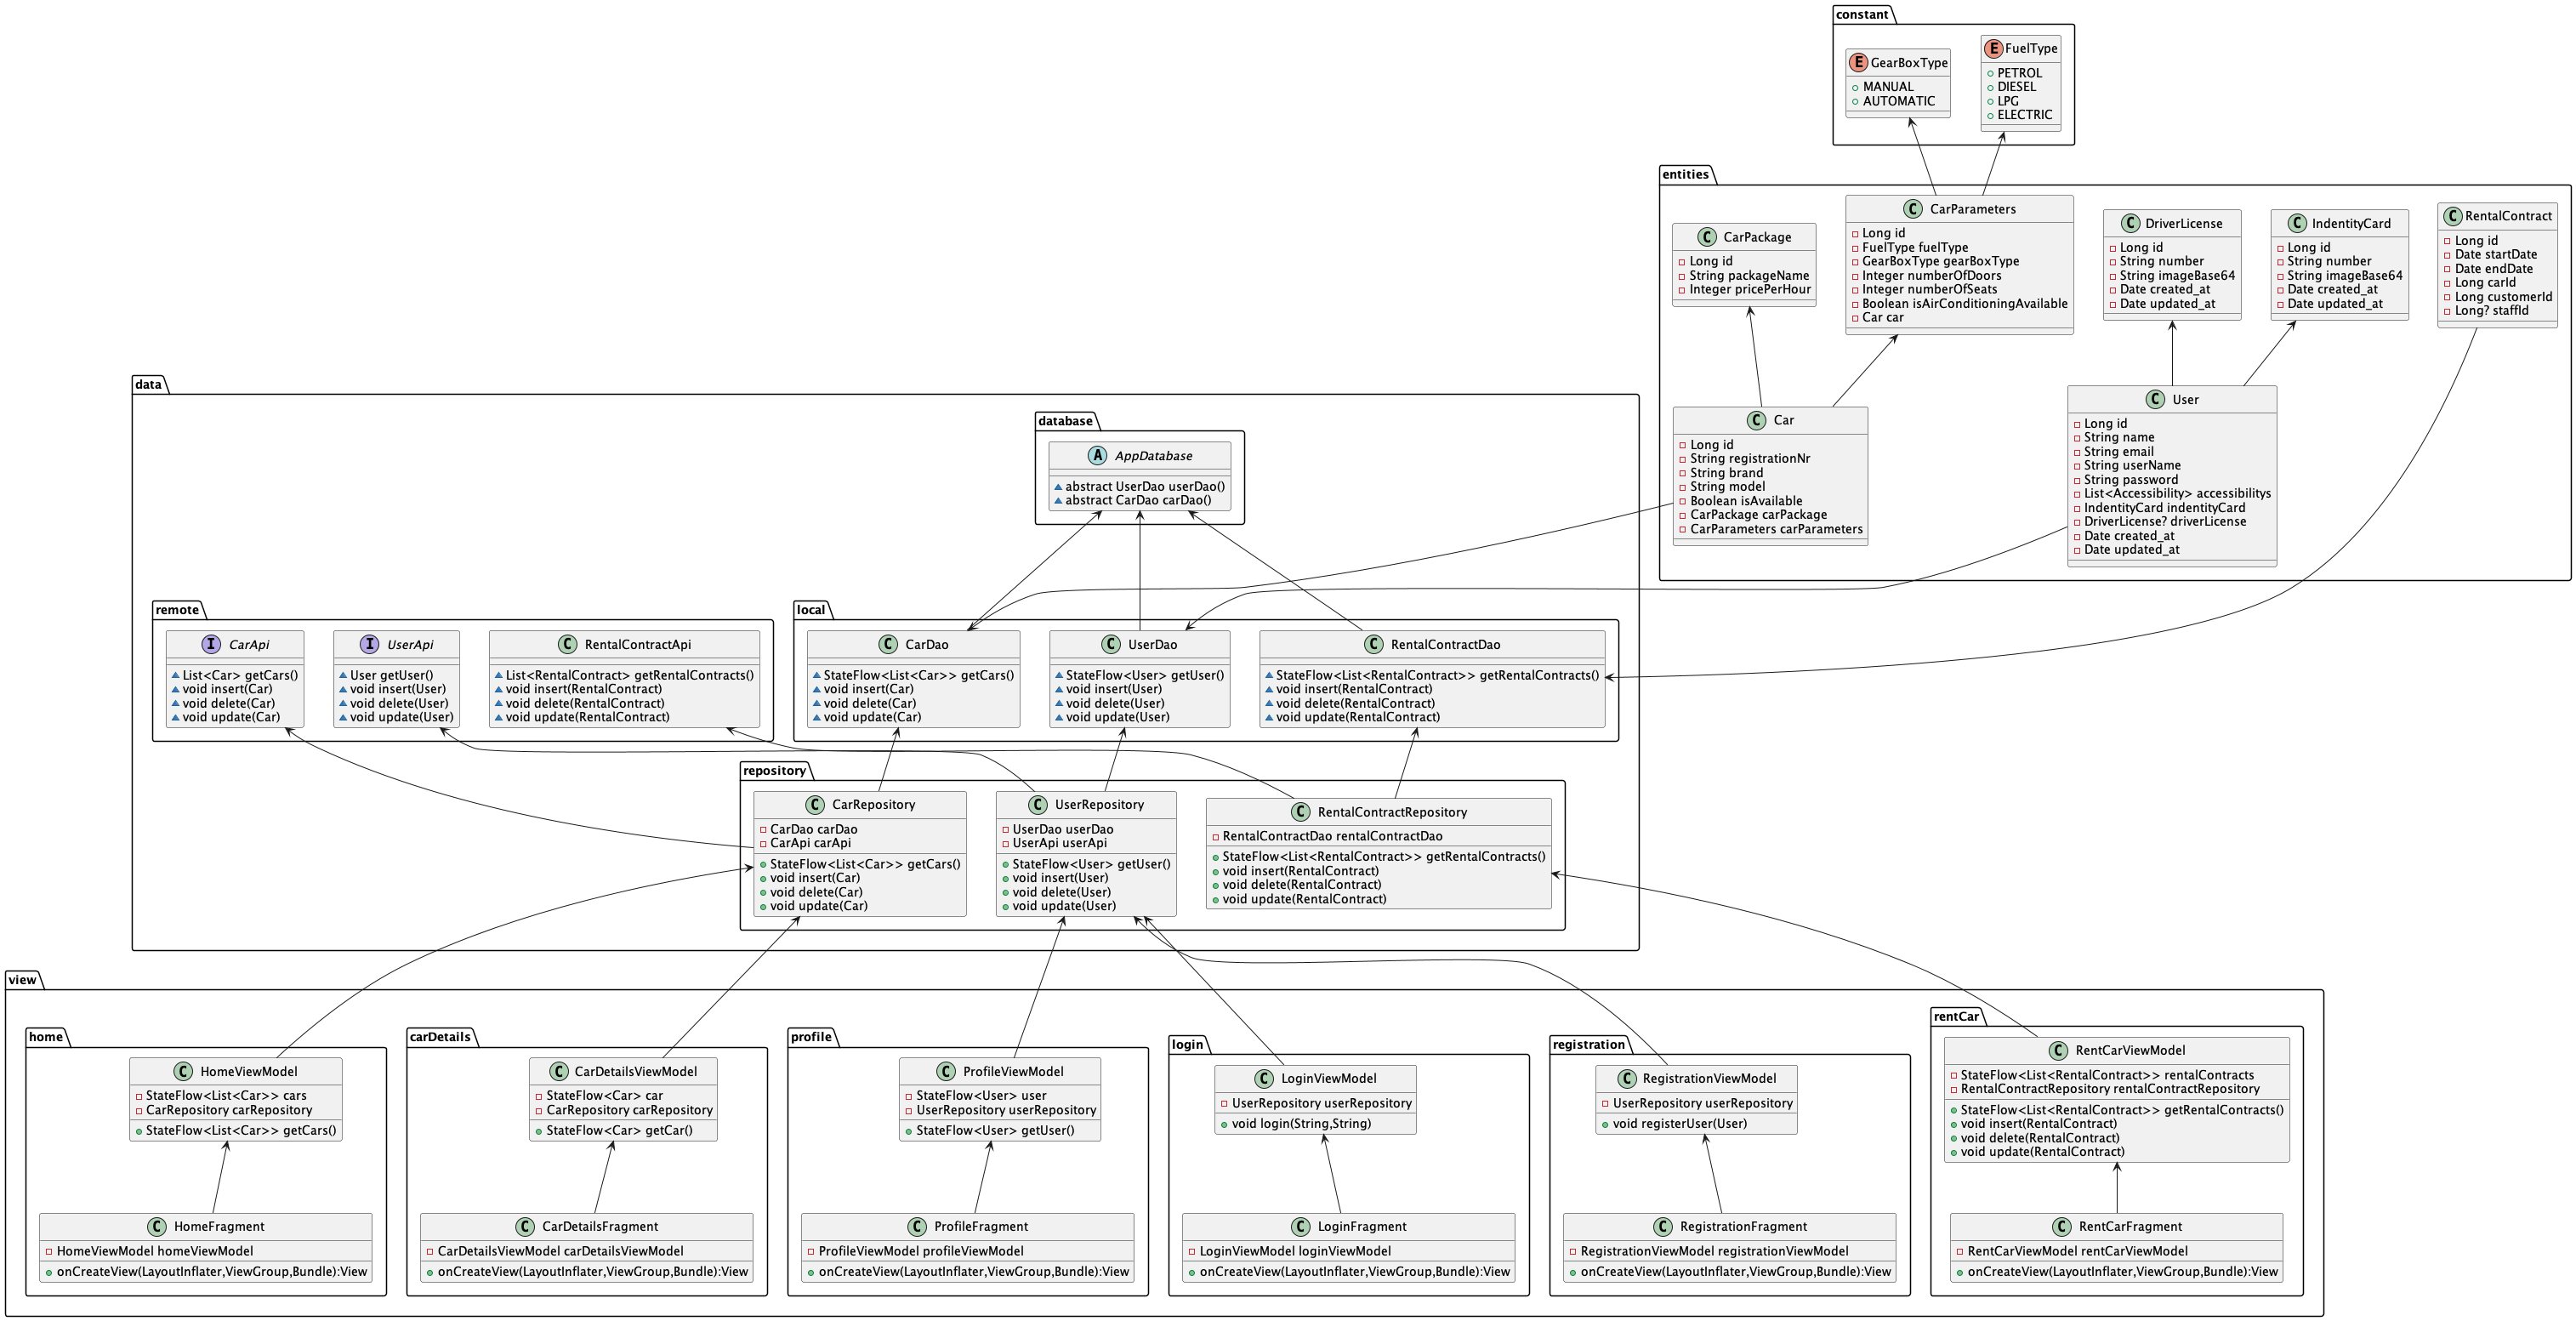 constant
GearBoxType
MANUAL
AUTOMATIC
FuelType
PETROL
DIESEL
LPG
ELECTRIC
entities
CarPackage
Long id
String packageName
Integer pricePerHour
CarParameters
Long id
FuelType fuelType
GearBoxType gearBoxType
Integer numberOfDoors
Integer numberOfSeats
Boolean isAirConditioningAvailable
Car car
DriverLicense
Long id
String number
String imageBase64
Date created_at
Date updated_at
IndentityCard
Long id
String number
String imageBase64
Date created_at
Date updated_at
RentalContract
Long id
Date startDate
Date endDate
Long carId
Long customerId
Long? staffId
Car
Long id
String registrationNr
String brand
String model
Boolean isAvailable
CarPackage carPackage
CarParameters carParameters
User
Long id
String name
String email
String userName
String password
List<Accessibility> accessibilitys
IndentityCard indentityCard
DriverLicense? driverLicense
Date created_at
Date updated_at
data
database
AppDatabase
abstract UserDao userDao()
abstract CarDao carDao()
remote
CarApi
List<Car> getCars()
void insert(Car)
void delete(Car)
void update(Car)
UserApi
User getUser()
void insert(User)
void delete(User)
void update(User)
RentalContractApi
List<RentalContract> getRentalContracts()
void insert(RentalContract)
void delete(RentalContract)
void update(RentalContract)
local
CarDao
StateFlow<List<Car>> getCars()
void insert(Car)
void delete(Car)
void update(Car)
UserDao
StateFlow<User> getUser()
void insert(User)
void delete(User)
void update(User)
RentalContractDao
StateFlow<List<RentalContract>> getRentalContracts()
void insert(RentalContract)
void delete(RentalContract)
void update(RentalContract)
repository
CarRepository
CarDao carDao
CarApi carApi
StateFlow<List<Car>> getCars()
void insert(Car)
void delete(Car)
void update(Car)
UserRepository
UserDao userDao
UserApi userApi
StateFlow<User> getUser()
void insert(User)
void delete(User)
void update(User)
RentalContractRepository
RentalContractDao rentalContractDao
StateFlow<List<RentalContract>> getRentalContracts()
void insert(RentalContract)
void delete(RentalContract)
void update(RentalContract)
view
home
HomeViewModel
StateFlow<List<Car>> cars
CarRepository carRepository
StateFlow<List<Car>> getCars()
HomeFragment
HomeViewModel homeViewModel
onCreateView(LayoutInflater,ViewGroup,Bundle):View
carDetails
CarDetailsViewModel
StateFlow<Car> car
CarRepository carRepository
StateFlow<Car> getCar()
CarDetailsFragment
CarDetailsViewModel carDetailsViewModel
onCreateView(LayoutInflater,ViewGroup,Bundle):View
profile
ProfileViewModel
StateFlow<User> user
UserRepository userRepository
StateFlow<User> getUser()
ProfileFragment
ProfileViewModel profileViewModel
onCreateView(LayoutInflater,ViewGroup,Bundle):View
login
LoginViewModel
UserRepository userRepository
void login(String,String)
LoginFragment
LoginViewModel loginViewModel
onCreateView(LayoutInflater,ViewGroup,Bundle):View
registration
RegistrationViewModel
UserRepository userRepository
void registerUser(User)
RegistrationFragment
RegistrationViewModel registrationViewModel
onCreateView(LayoutInflater,ViewGroup,Bundle):View
rentCar
RentCarViewModel
StateFlow<List<RentalContract>> rentalContracts
RentalContractRepository rentalContractRepository
StateFlow<List<RentalContract>> getRentalContracts()
void insert(RentalContract)
void delete(RentalContract)
void update(RentalContract)
RentCarFragment
RentCarViewModel rentCarViewModel
onCreateView(LayoutInflater,ViewGroup,Bundle):View